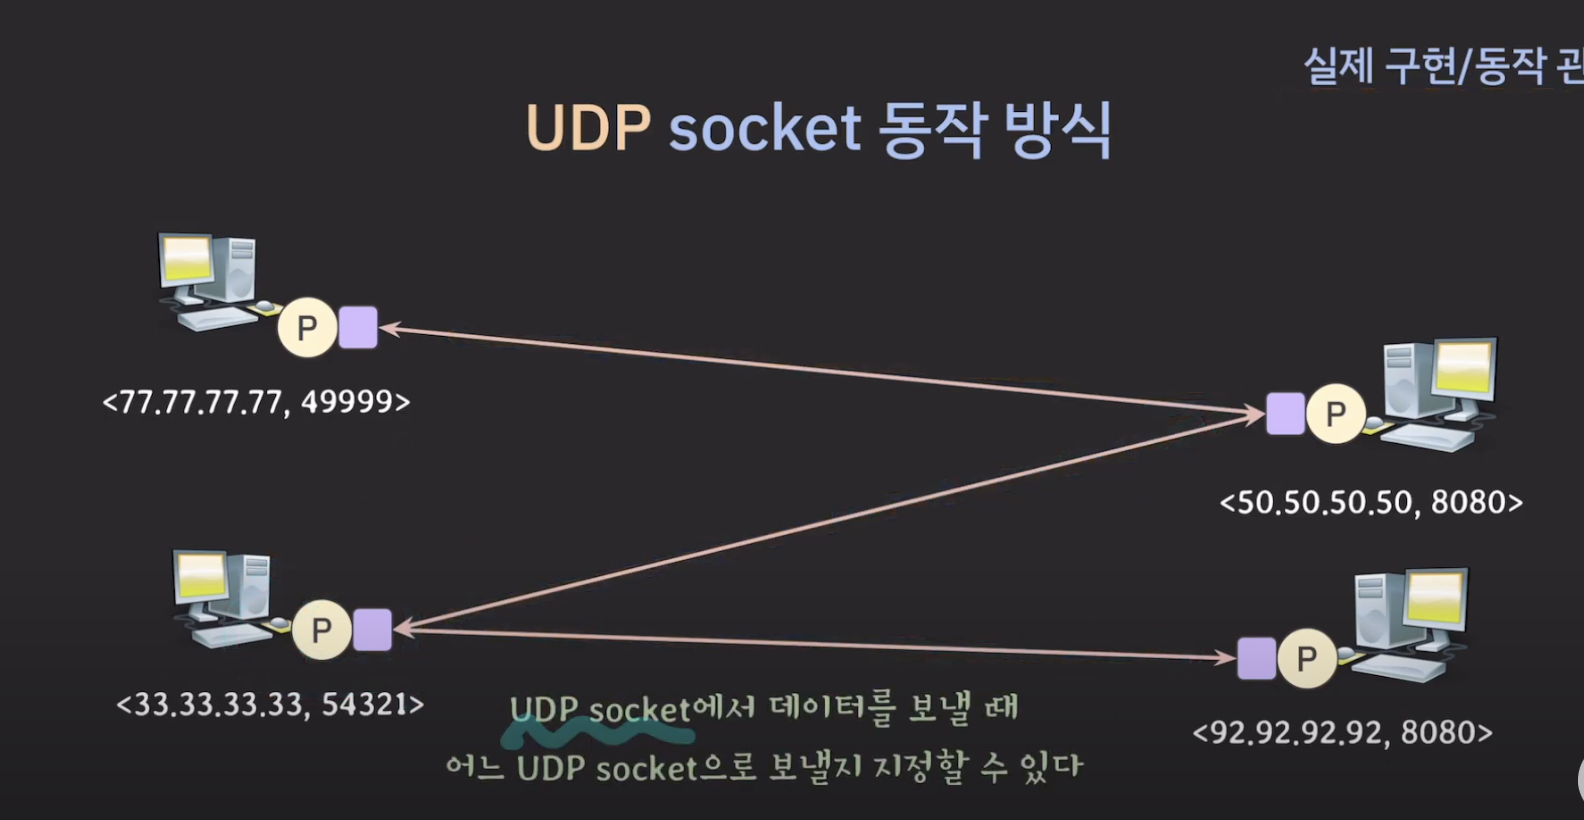 실제 구현/동작
UDP socket 동작 방식
P
<77.77.77.77, 49999>
P
<50.50.50.50, 8080>
P
<33.33.33.33, 54321>
P
<92.92.92.92, 8080>
UDP socket에서 데이터를 보낼 때
어느 UDP socket으로 보낼지 지정할 수 있다